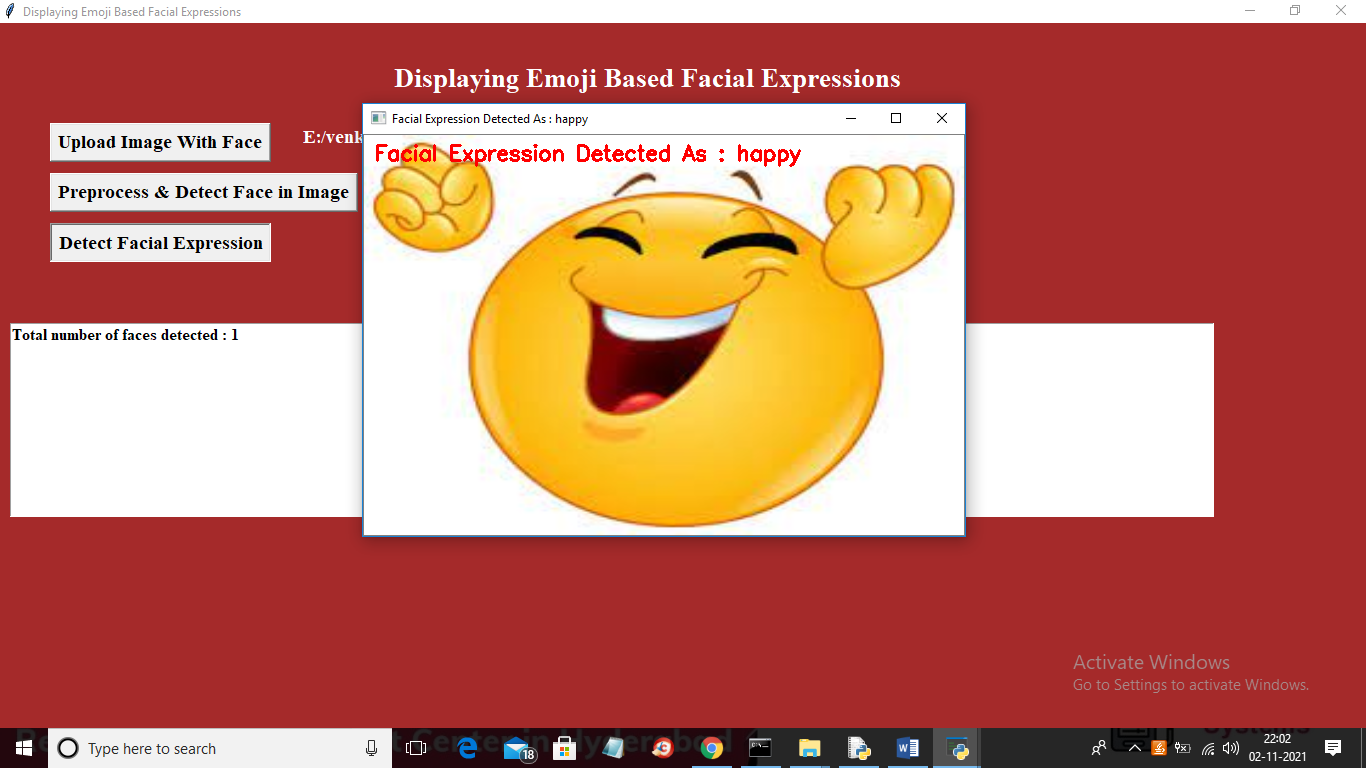 Displaying Emoji Based Facial Expressions
Displaying Emoji Based Facial Expressions
Upload Image With Face
E:/venk
Preprocess & Detect Face in Image
Detect Facial Expression
Facial Expression Detected As : happy
Facial Expression Detected As : happy
Total number of faces detected : 1
Activate Windows
Go to Settings to activate Windows.
Type here to search
18
22:02
02-11-2021